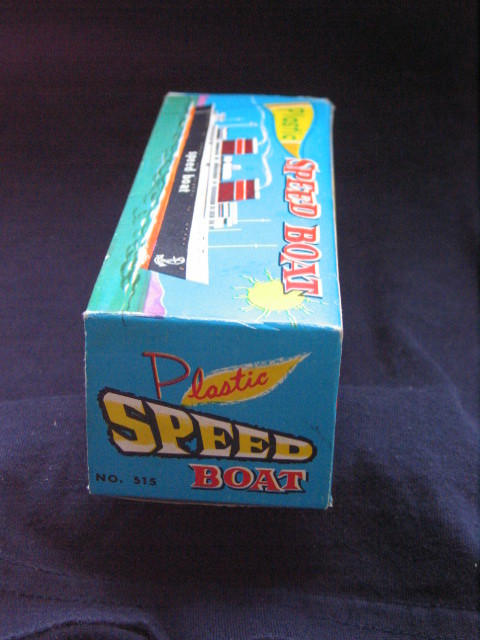 Plastic
SPEED BOAT
speed boat
Plastic
SPEED
BOAT
NO. 515